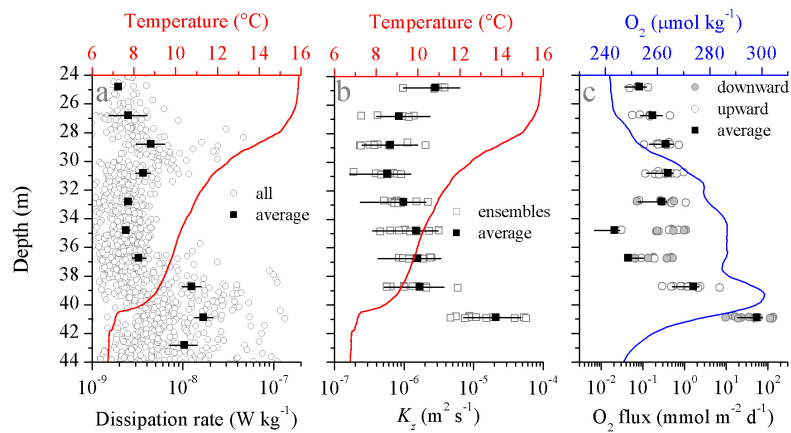 Temperature (°C)
6 8 10 12 14 16
Temperature (°C)
6 8 10 12 14 16
O₂ (μmol kg⁻¹)
240 260 280 300
Depth (m)
24
26
28
30
32
34
36
38
40
42
44
a
all
average
10⁻⁹ 10⁻⁸ 10⁻⁷
Dissipation rate (W kg⁻¹)
b
ensembles
average
10⁻⁷ 10⁻⁶ 10⁻⁵ 10⁻⁴
K_z (m² s⁻¹)
c
downward
upward
average
10⁻² 10⁻¹ 10⁰ 10¹ 10²
O₂ flux (mmol m⁻² d⁻¹)